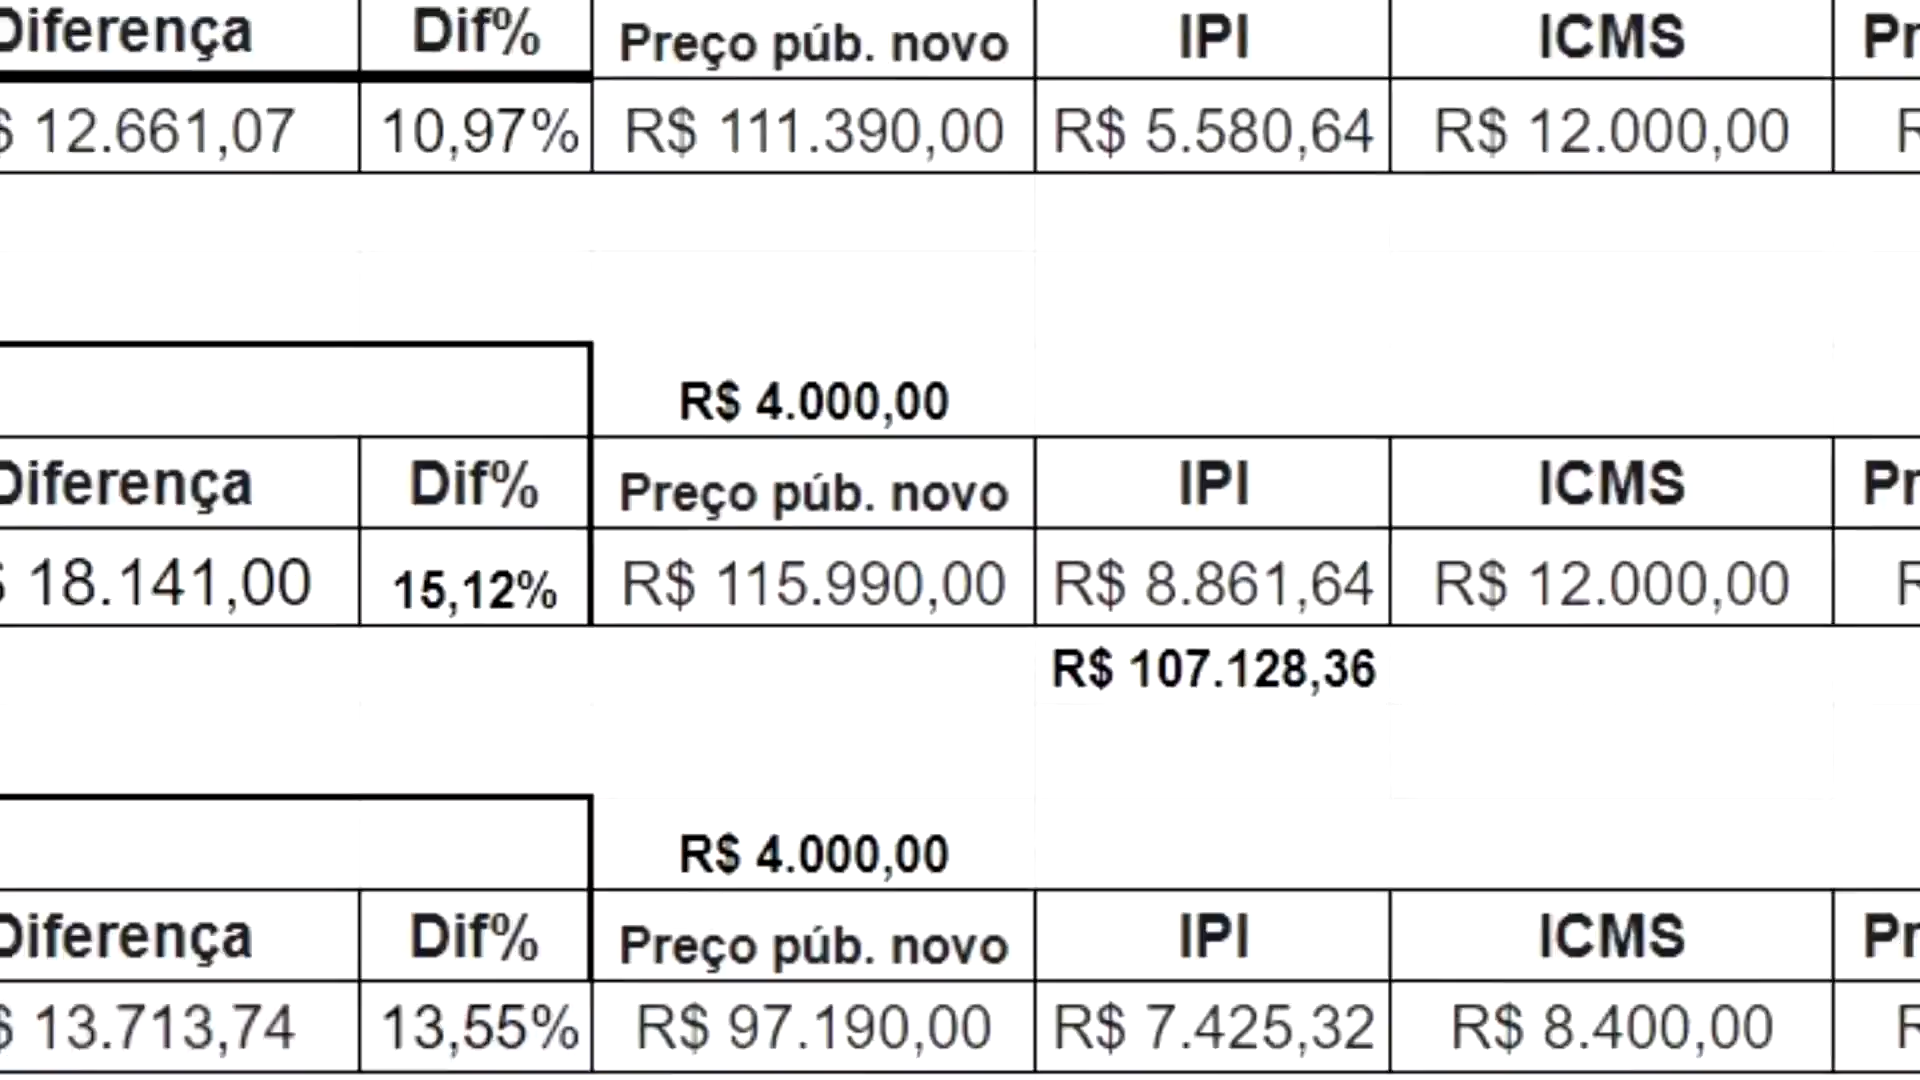 Diferença Dif% Preço púb. novo IPI ICMS Pr
$ 12.661,07 10,97% R$ 111.390,00 R$ 5.580,64 R$ 12.000,00 R
R$ 4.000,00
Diferença Dif% Preço púb. novo IPI ICMS Pr
$ 18.141,00 15,12% R$ 115.990,00 R$ 8.861,64 R$ 12.000,00 R
R$ 107.128,36
R$ 4.000,00
Diferença Dif% Preço púb. novo IPI ICMS Pr
$ 13.713,74 13,55% R$ 97.190,00 R$ 7.425,32 R$ 8.400,00 R